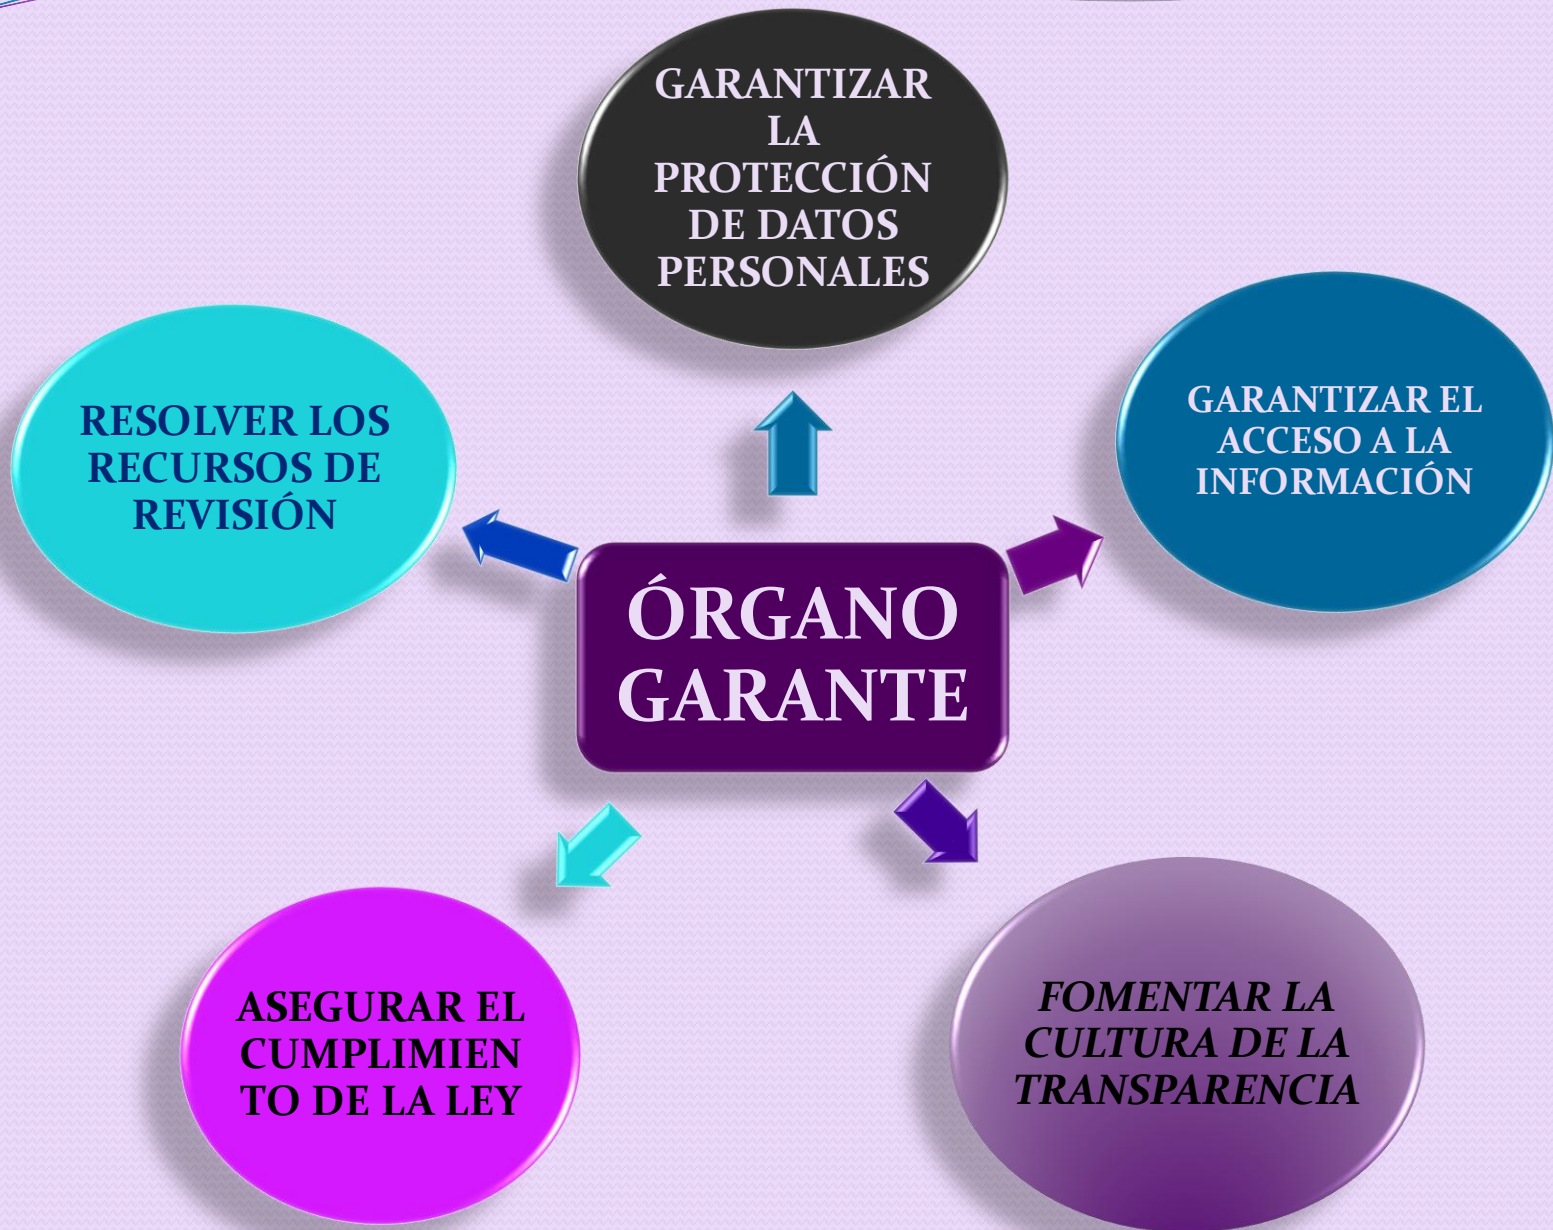 GARANTIZAR
LA
PROTECCIÓN
DE DATOS
PERSONALES
GARANTIZAR EL
ACCESO A LA
INFORMACIÓN
RESOLVER LOS
RECURSOS DE
REVISIÓN
ÓRGANO
GARANTE
ASEGURAR EL
CUMPLIMIEN
TO DE LA LEY
FOMENTAR LA
CULTURA DE LA
TRANSPARENCIA